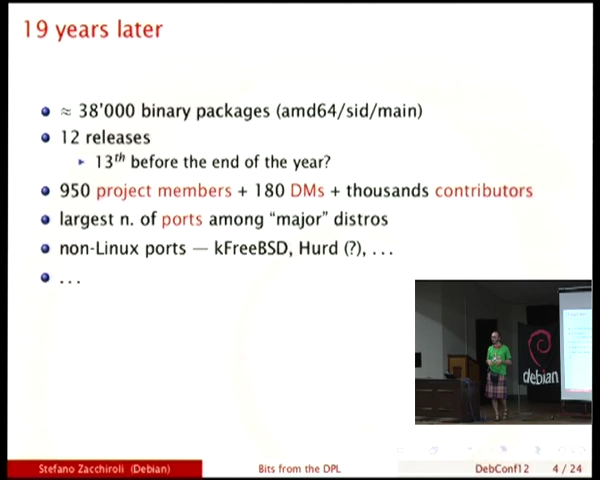 19 years later
≈ 38'000 binary packages (amd64/sid/main)
12 releases
13th before the end of the year?
950 project members + 180 DMs + thousands contributors
largest n. of ports among “major” distros
non-Linux ports — kFreeBSD, Hurd (?), ...
...
debian
Stefano Zacchiroli (Debian)
Bits from the DPL
DebConf12
4 / 24